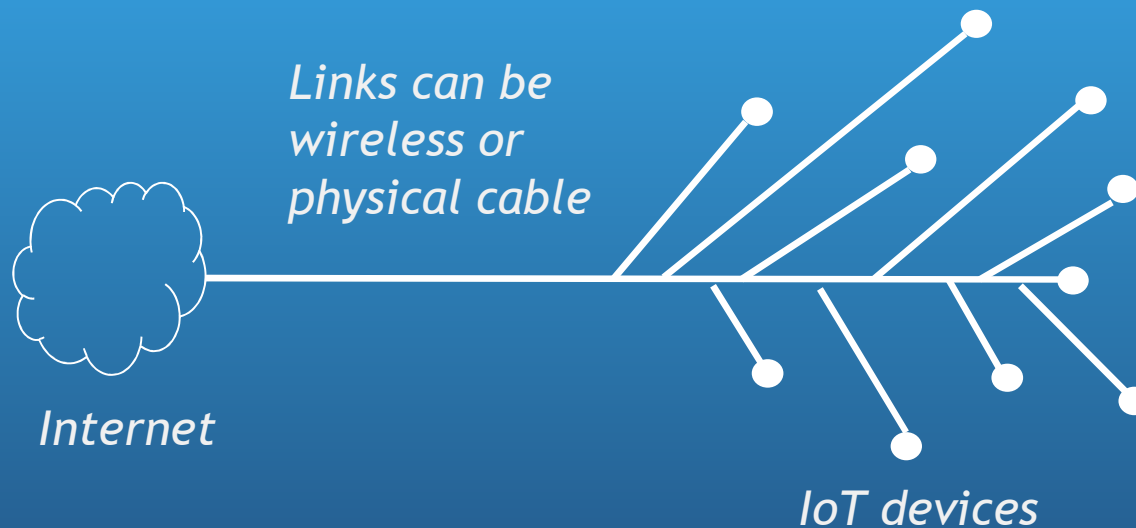 Links can be
wireless or
physical cable
Internet
IoT devices